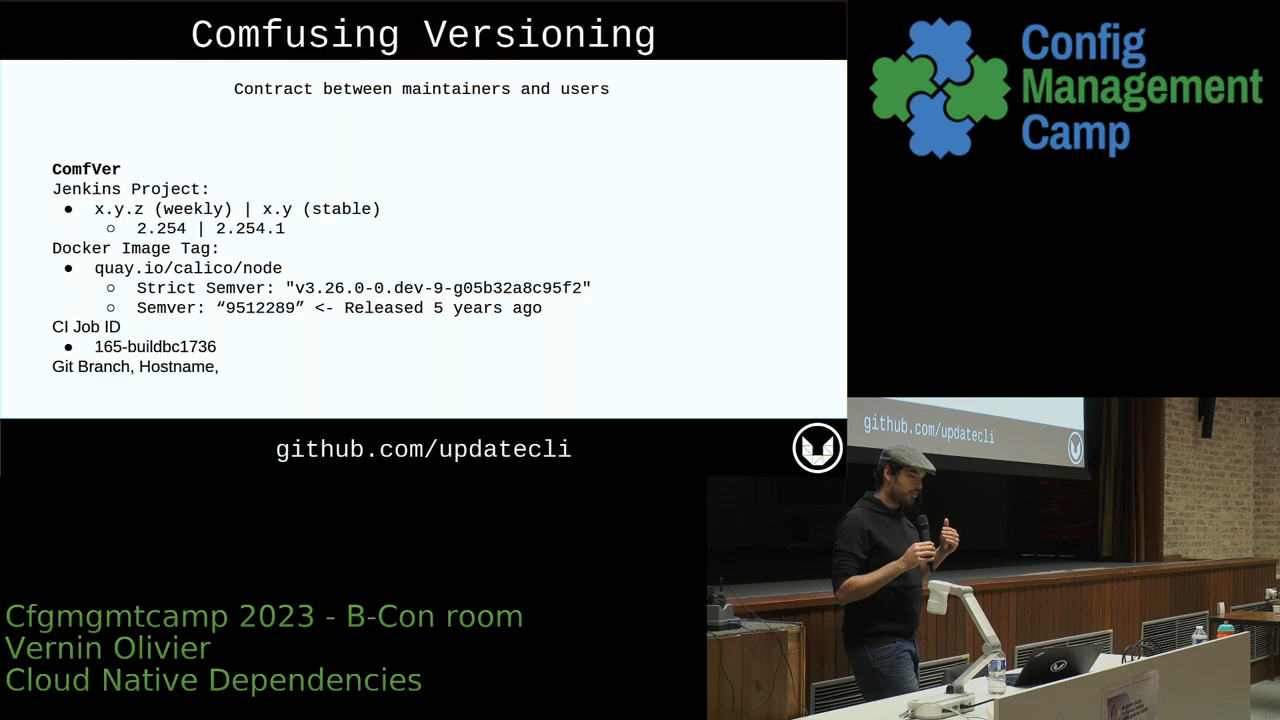 Comfusing Versioning
Contract between maintainers and users
ComfVer
Jenkins Project:
● x.y.z (weekly) | x.y (stable)
○ 2.254 | 2.254.1
Docker Image Tag:
● quay.io/calico/node
○ Strict Semver: "v3.26.0-0.dev-9-g05b32a8c95f2"
○ Semver: “9512289” <- Released 5 years ago
CI Job ID
● 165-buildbc1736
Git Branch, Hostname,
github.com/updatecli
Config
Management
Camp
github.com/updatecli
Cfgmgmtcamp 2023 - B-Con room
Vernin Olivier
Cloud Native Dependencies